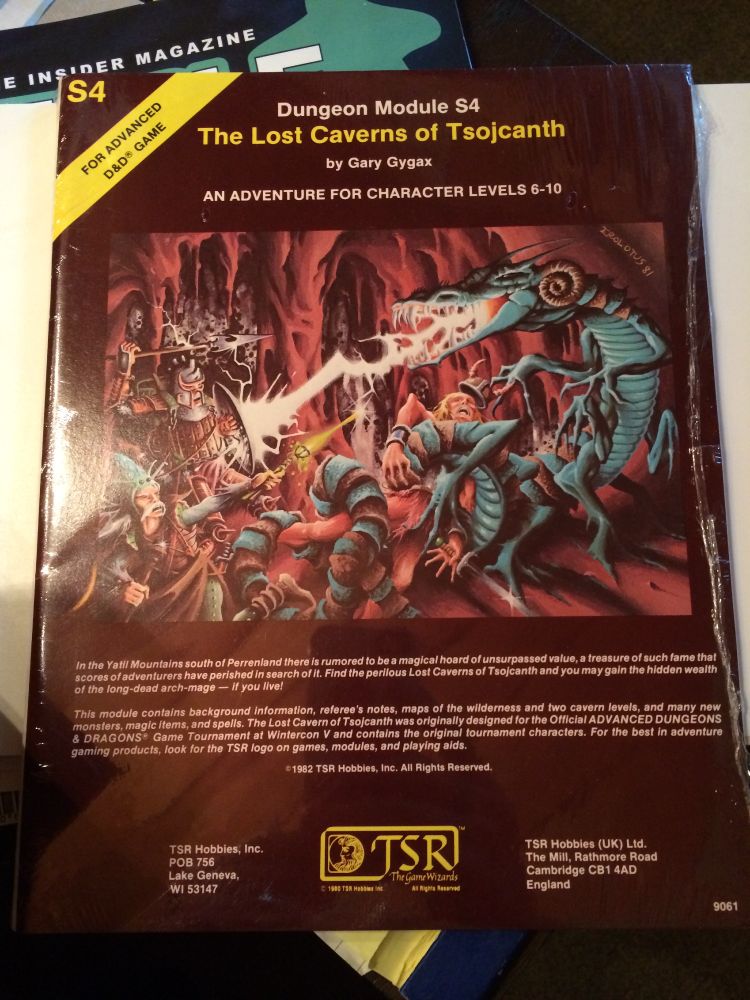 E INSIDER MAGAZINE
S4
FOR ADVANCED
D&D® GAME
Dungeon Module S4
The Lost Caverns of Tsojcanth
by Gary Gygax
AN ADVENTURE FOR CHARACTER LEVELS 6-10
EROLOTUS 81
In the Yatil Mountains south of Perrenland there is rumored to be a magical hoard of unsurpassed value, a treasure of such fame that
scores of adventurers have perished in search of it. Find the perilous Lost Caverns of Tsojcanth and you may gain the hidden wealth
of the long-dead arch-mage — if you live!
This module contains background information, referee's notes, maps of the wilderness and two cavern levels, and many new
monsters, magic items, and spells. The Lost Cavern of Tsojcanth was originally designed for the Official ADVANCED DUNGEONS
& DRAGONS® Game Tournament at Wintercon V and contains the original tournament characters. For the best in adventure
gaming products, look for the TSR logo on games, modules, and playing aids.
©1982 TSR Hobbies, Inc. All Rights Reserved.
TSR Hobbies, Inc.
POB 756
Lake Geneva,
WI 53147
TSR™
The Game Wizards
© 1980 TSR Hobbies Inc. All Rights Reserved
TSR Hobbies (UK) Ltd.
The Mill, Rathmore Road
Cambridge CB1 4AD
England
9061